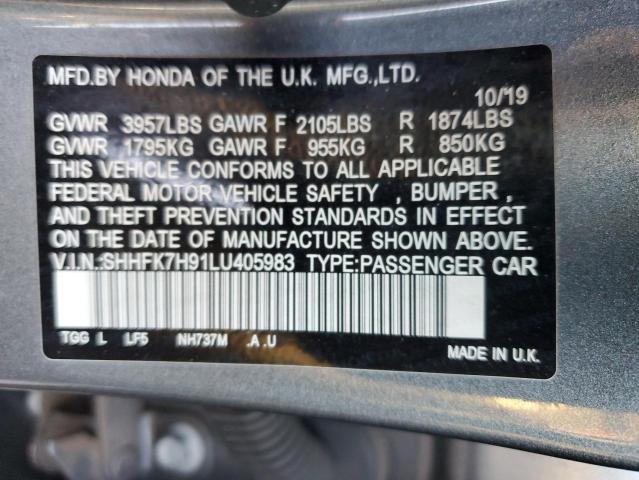 MFD.BY HONDA OF THE U.K. MFG.,LTD.
10/19
GVWR 3957LBS GAWR F 2105LBS R 1874LBS
GVWR 1795KG GAWR F 955KG R 850KG
THIS VEHICLE CONFORMS TO ALL APPLICABLE
FEDERAL MOTOR VEHICLE SAFETY , BUMPER ,
AND THEFT PREVENTION STANDARDS IN EFFECT
ON THE DATE OF MANUFACTURE SHOWN ABOVE.
V.I.N.:SHHFK7H91LU405983 TYPE:PASSENGER CAR
TGG L LF5 NH737M .A .U
MADE IN U.K.